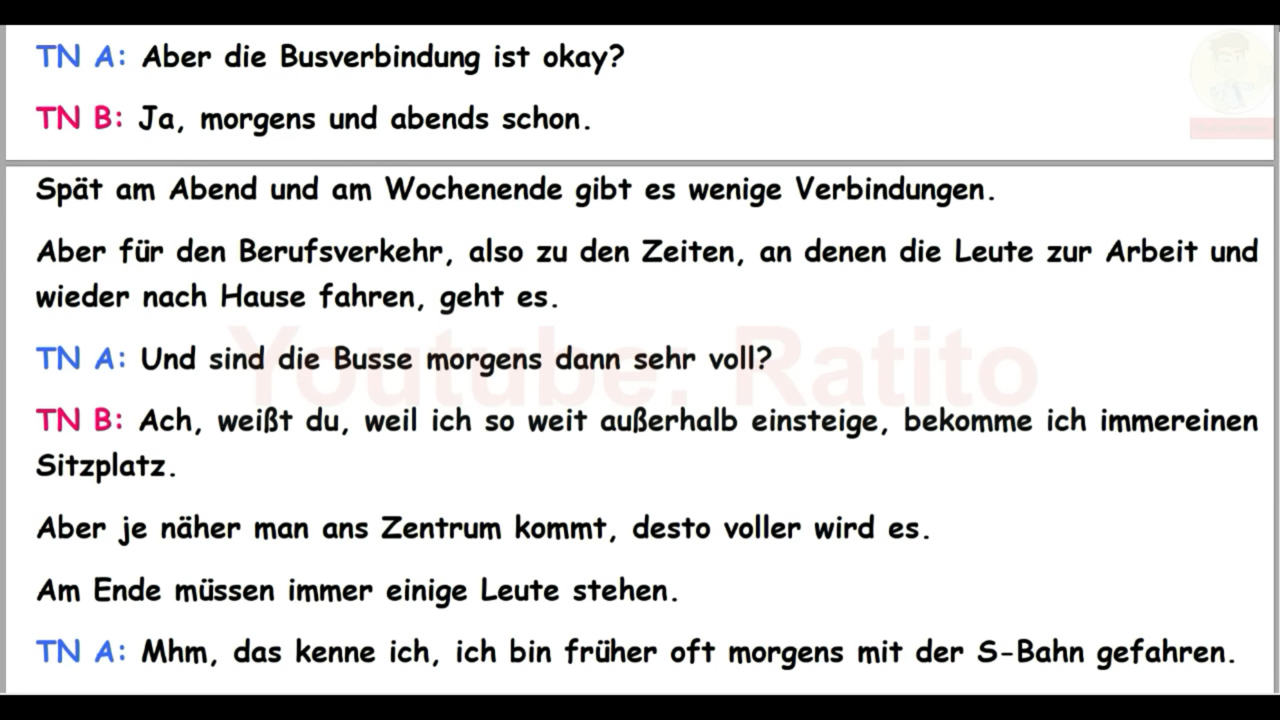 TN A: Aber die Busverbindung ist okay?
TN B: Ja, morgens und abends schon.
Spät am Abend und am Wochenende gibt es wenige Verbindungen.
Aber für den Berufsverkehr, also zu den Zeiten, an denen die Leute zur Arbeit und
wieder nach Hause fahren, geht es.
TN A: Und sind die Busse morgens dann sehr voll?
Youtube: Ratito
TN B: Ach, weißt du, weil ich so weit außerhalb einsteige, bekomme ich immereinen
Sitzplatz.
Aber je näher man ans Zentrum kommt, desto voller wird es.
Am Ende müssen immer einige Leute stehen.
TN A: Mhm, das kenne ich, ich bin früher oft morgens mit der S-Bahn gefahren.